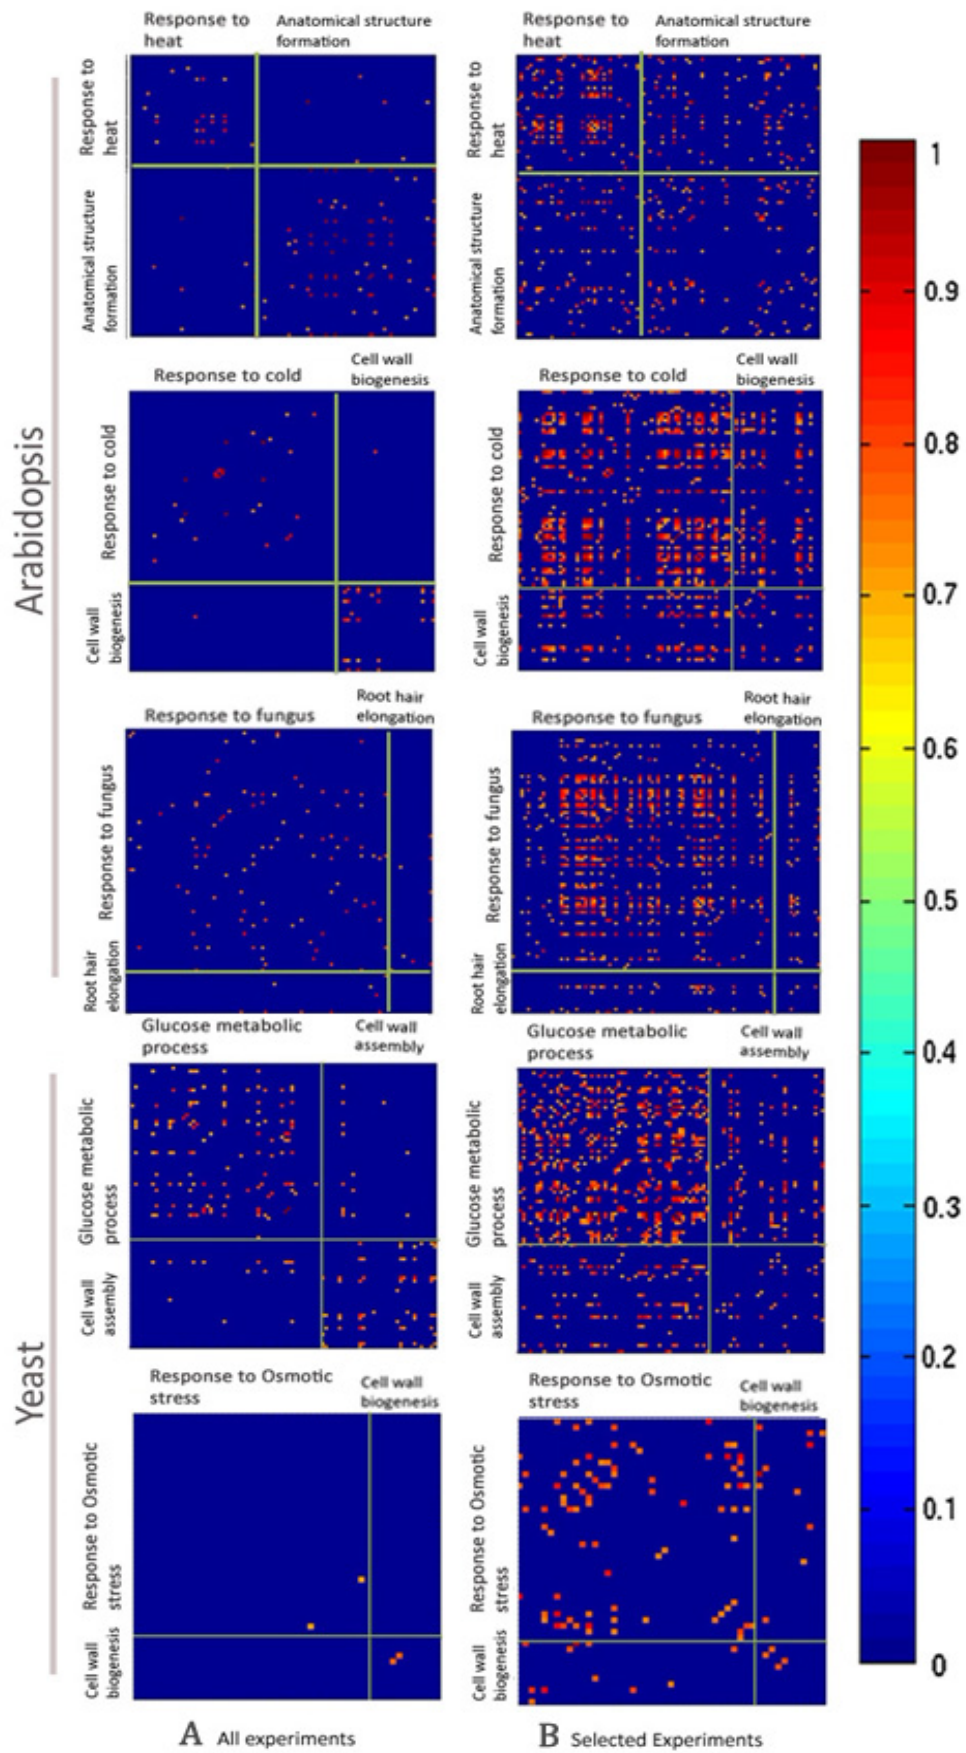 Response to
heat
Anatomical structure
formation
Response to
heat
Anatomical structure
formation
Response to
heat
Anatomical structure
formation
Response to
heat
Anatomical structure
formation
Response to cold
Cell wall
biogenesis
Response to cold
Cell wall
biogenesis
Response to cold
Cell wall
biogenesis
Response to cold
Cell wall
biogenesis
Arabidopsis
Response to fungus
Root hair
elongation
Response to fungus
Root hair
elongation
Response to fungus
Root hair
elongation
Response to fungus
Root hair
elongation
Glucose metabolic
process
Cell wall
assembly
Glucose metabolic
process
Cell wall
assembly
Glucose metabolic
process
Cell wall
assembly
Glucose metabolic
process
Cell wall
assembly
Yeast
Response to Osmotic
stress
Cell wall
biogenesis
Response to Osmotic
stress
Cell wall
biogenesis
Response to Osmotic
stress
Cell wall
biogenesis
Response to Osmotic
stress
Cell wall
biogenesis
1
0.9
0.8
0.7
0.6
0.5
0.4
0.3
0.2
0.1
0
A All experiments
B Selected Experiments